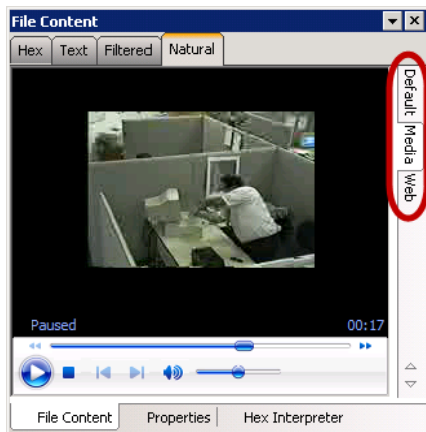 File Content
Hex Text Filtered Natural
Default
Media
Web
Paused 00:17
File Content Properties Hex Interpreter